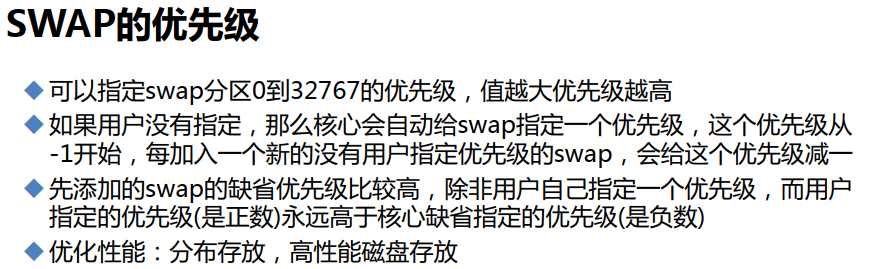 SWAP的优先级
◆ 可以指定swap分区0到32767的优先级，值越大优先级越高
◆ 如果用户没有指定，那么核心会自动给swap指定一个优先级，这个优先级从
-1开始，每加入一个新的没有用户指定优先级的swap，会给这个优先级减一
◆ 先添加的swap的缺省优先级比较高，除非用户自己指定一个优先级，而用户
指定的优先级(是正数)永远高于核心缺省指定的优先级(是负数)
◆ 优化性能：分布存放，高性能磁盘存放